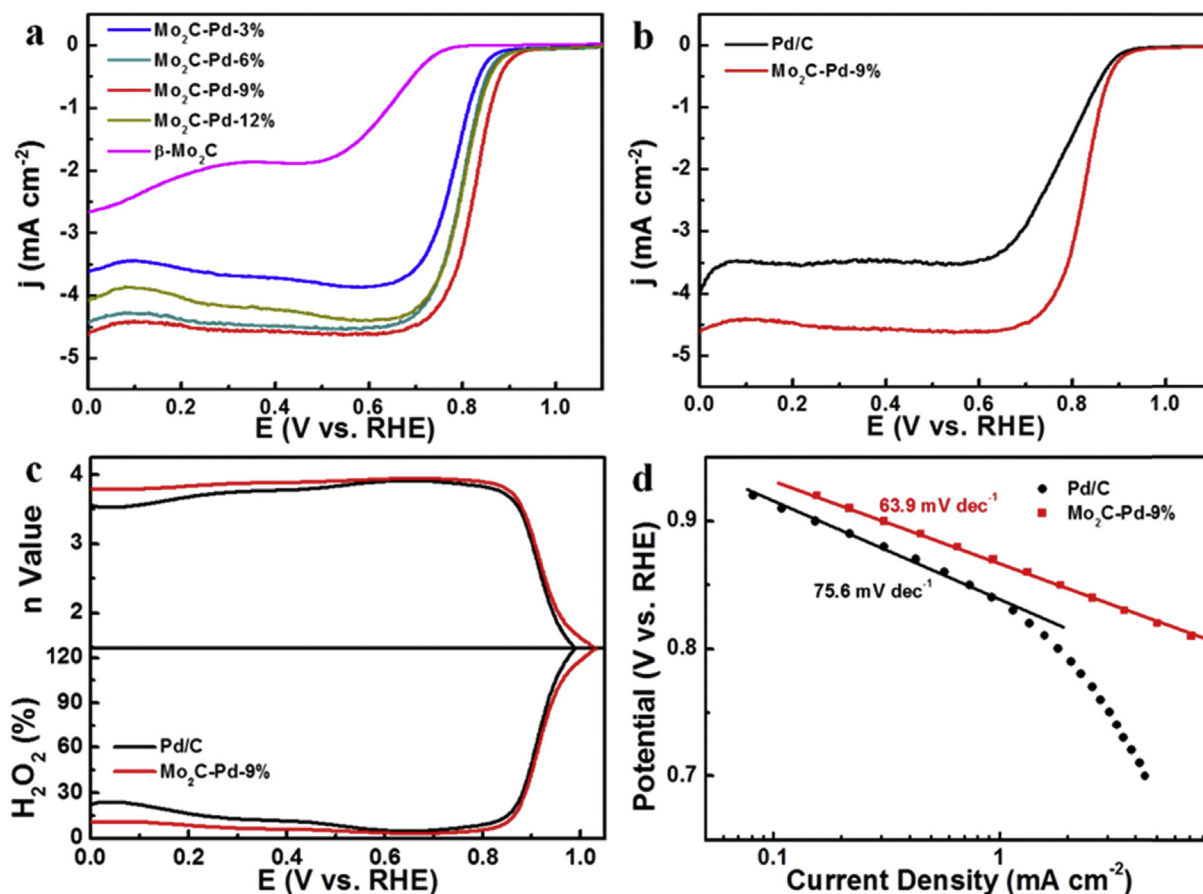 a
Mo₂C-Pd-3%
Mo₂C-Pd-6%
Mo₂C-Pd-9%
Mo₂C-Pd-12%
β-Mo₂C
0
-1
-2
-3
-4
-5
j (mA cm⁻²)
0.0 0.2 0.4 0.6 0.8 1.0
E (V vs. RHE)
b
Pd/C
Mo₂C-Pd-9%
0
-1
-2
-3
-4
-5
j (mA cm⁻²)
0.0 0.2 0.4 0.6 0.8 1.0
E (V vs. RHE)
c
4
3
2
n Value
120
90
60
30
0
H₂O₂ (%)
Pd/C
Mo₂C-Pd-9%
0.0 0.2 0.4 0.6 0.8 1.0
E (V vs. RHE)
d
63.9 mV dec⁻¹
75.6 mV dec⁻¹
Pd/C
Mo₂C-Pd-9%
0.9
0.8
0.7
Potential (V vs. RHE)
0.1 1
Current Density (mA cm⁻²)